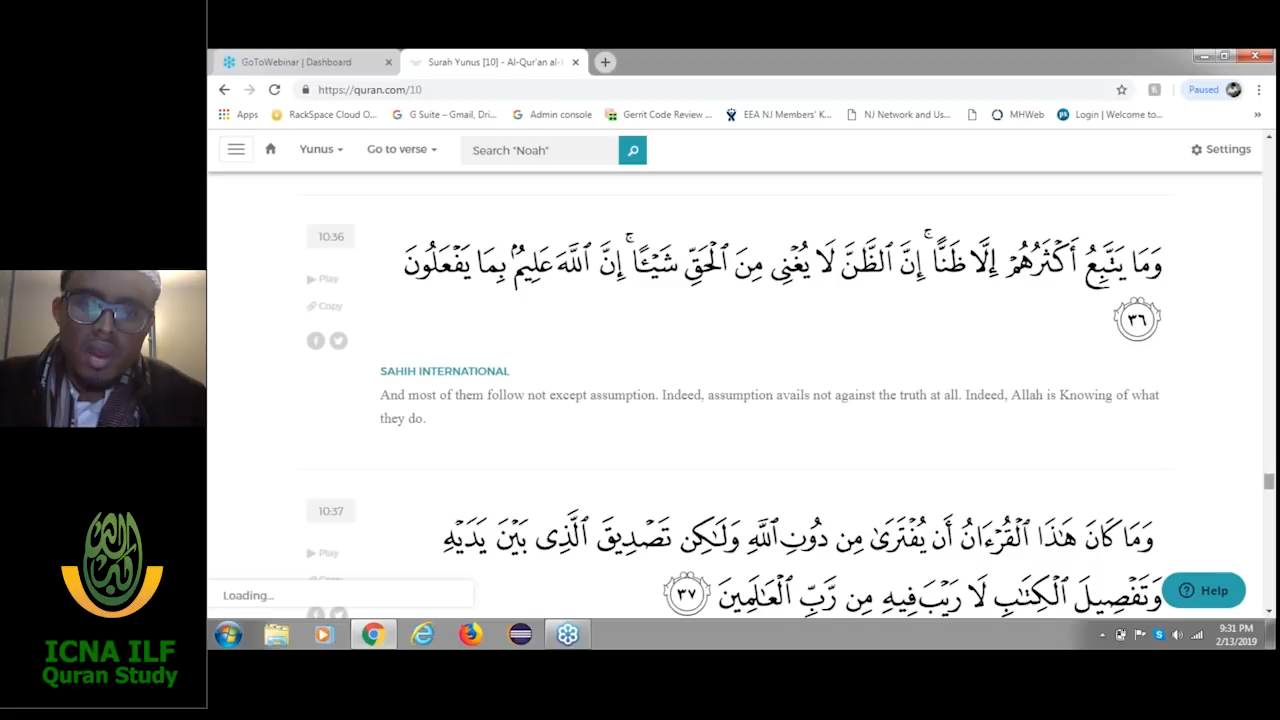 GoToWebinar | Dashboard
Surah Yunus [10] - Al-Qur'an al-
https://quran.com/10
Paused
Apps
RackSpace Cloud O...
G Suite – Gmail, Dri...
Admin console
Gerrit Code Review ...
EEA NJ Members' K...
NJ Network and Us...
MHWeb
Login | Welcome to...
Yunus
Go to verse
Search "Noah"
Settings
10:36
Play
Copy
وَمَا يَتَّبِعُ أَكْثَرُهُمْ إِلَّا ظَنًّا ۚ إِنَّ ٱلظَّنَّ لَا يُغْنِى مِنَ ٱلْحَقِّ شَيْـًٔا ۚ إِنَّ ٱللَّهَ عَلِيمٌۢ بِمَا يَفْعَلُونَ
٣٦
SAHIH INTERNATIONAL
And most of them follow not except assumption. Indeed, assumption avails not against the truth at all. Indeed, Allah is Knowing of what
they do.
10:37
Play
وَمَا كَانَ هَـٰذَا ٱلْقُرْءَانُ أَن يُفْتَرَىٰ مِن دُونِ ٱللَّهِ وَلَـٰكِن تَصْدِيقَ ٱلَّذِى بَيْنَ يَدَيْهِ
وَتَفْصِيلَ ٱلْكِتَـٰبِ لَا رَيْبَ فِيهِ مِن رَّبِّ ٱلْعَـٰلَمِينَ ٣٧
Loading...
Help
9:31 PM
2/13/2019
ICNA ILF
Quran Study